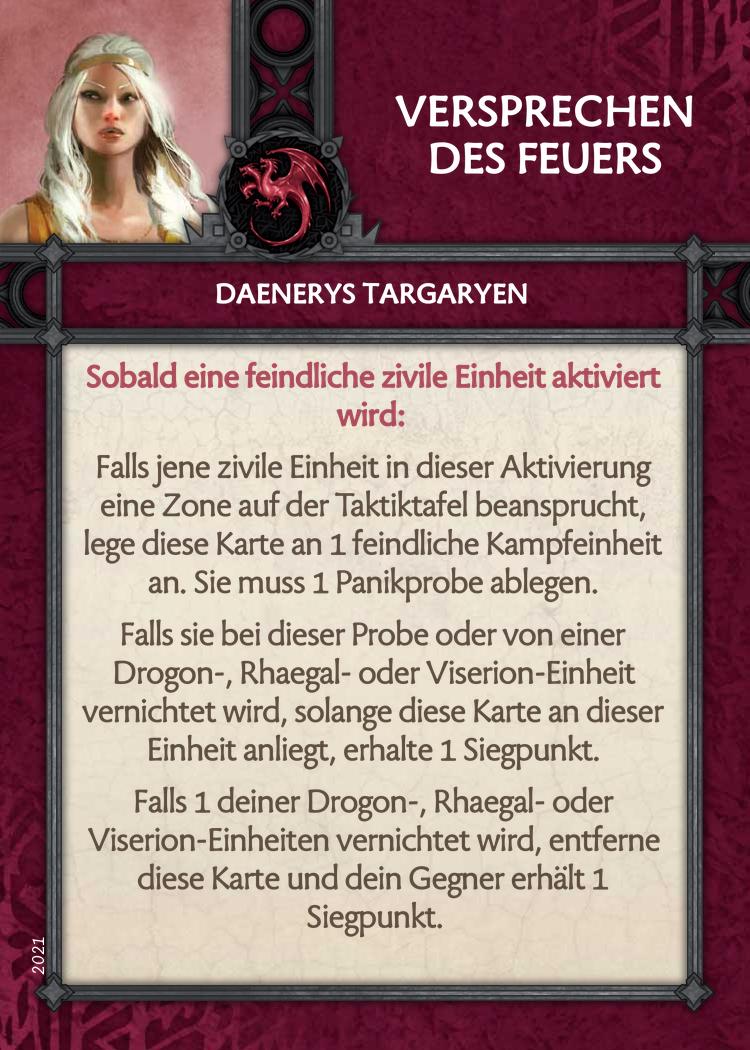 VERSPRECHEN
DES FEUERS
DAENERYS TARGARYEN
Sobald eine feindliche zivile Einheit aktiviert
wird:
Falls jene zivile Einheit in dieser Aktivierung
eine Zone auf der Taktiktafel beansprucht,
lege diese Karte an 1 feindliche Kampfeinheit
an. Sie muss 1 Panikprobe ablegen.
Falls sie bei dieser Probe oder von einer
Drogon-, Rhaegal- oder Viserion-Einheit
vernichtet wird, solange diese Karte an dieser
Einheit anliegt, erhalte 1 Siegpunkt.
Falls 1 deiner Drogon-, Rhaegal- oder
Viserion-Einheiten vernichtet wird, entferne
diese Karte und dein Gegner erhält 1
Siegpunkt.
2021